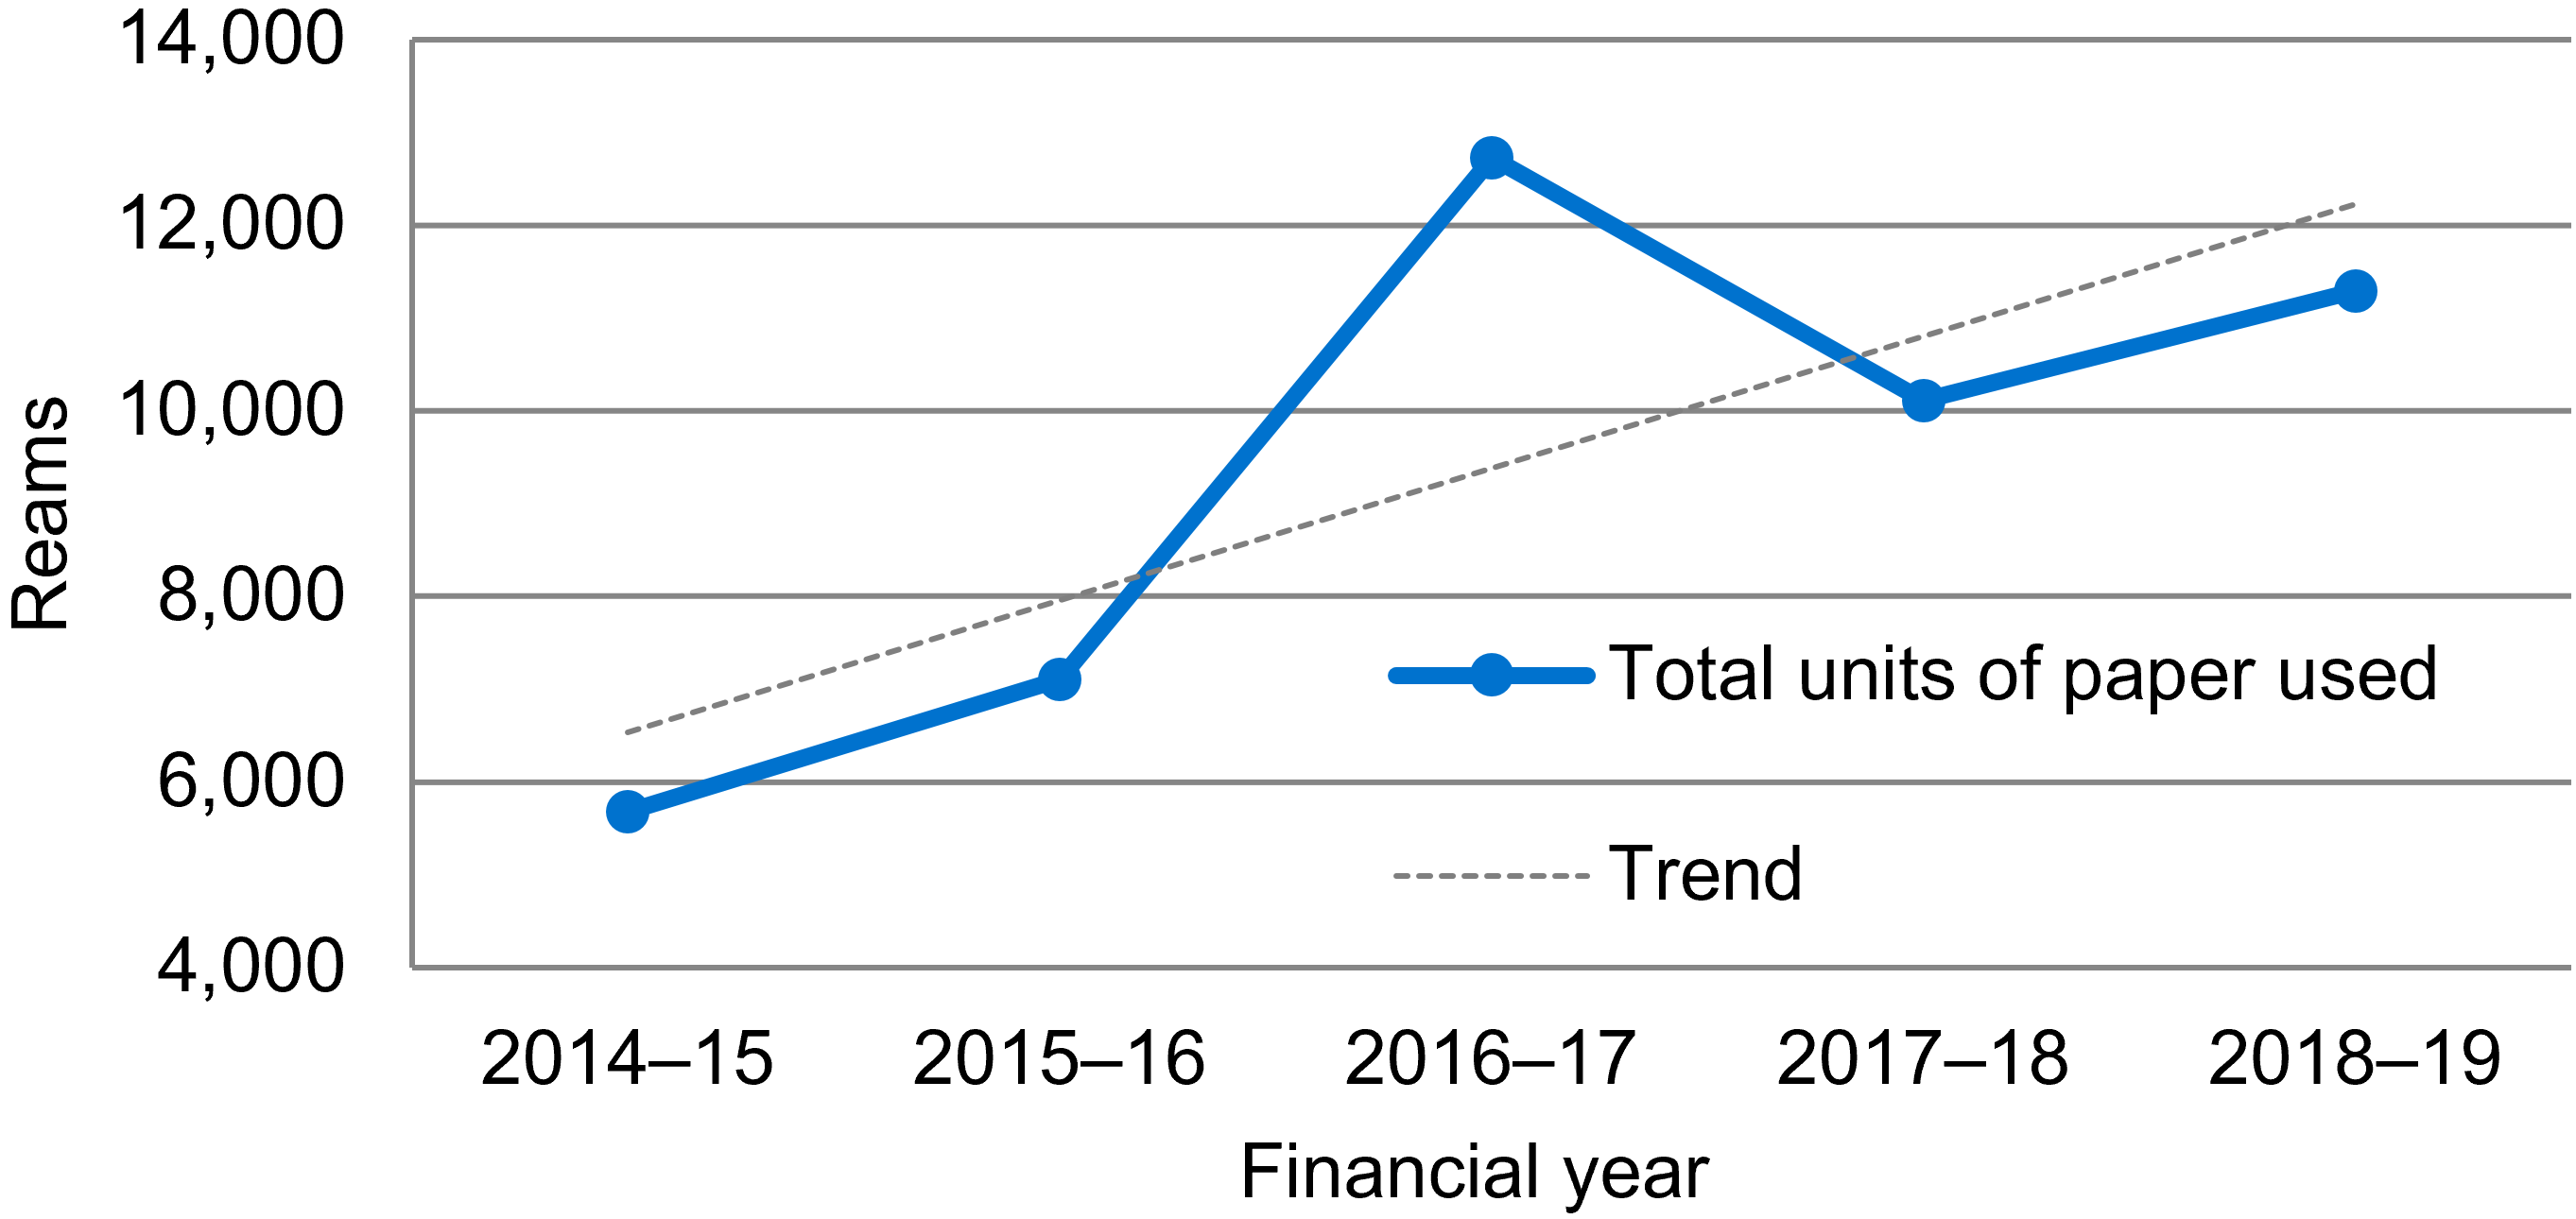 14,000
12,000
10,000
8,000
6,000
4,000
Reams
Total units of paper used
Trend
2014–15 2015–16 2016–17 2017–18 2018–19
Financial year